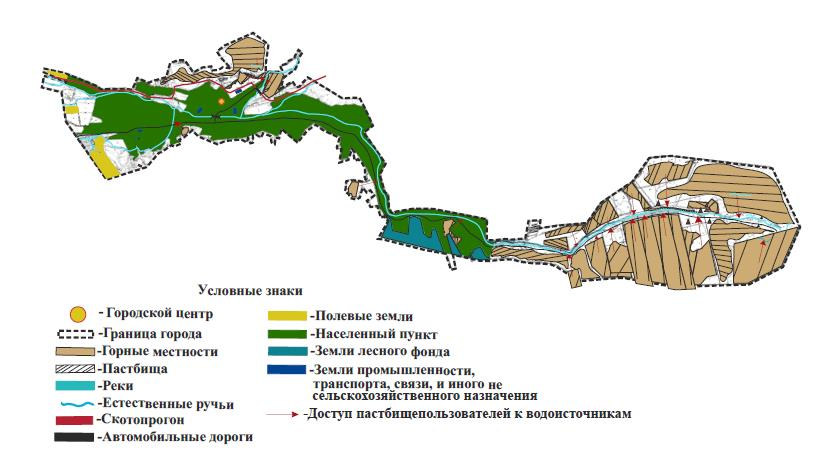 Условные знаки
- Городской центр
-Граница города
-Горные местности
-Пастбища
-Реки
-Естественные ручьи
-Скотопрогон
-Автомобильные дороги
-Полевые земли
-Населенный пункт
-Земли лесного фонда
-Земли промышленности,
транспорта, связи, и иного не
сельскохозяйственного назначения
-Доступ пастбищепользователей к водоисточникам